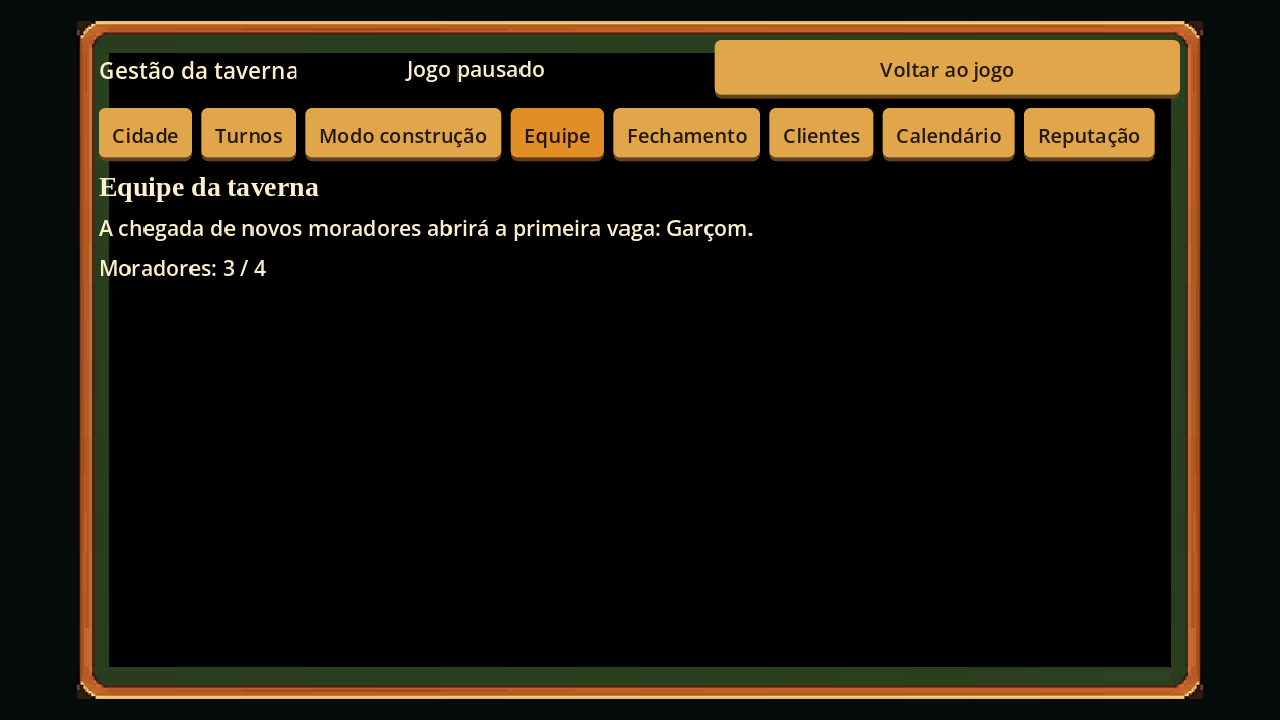 Gestão da taverna
Jogo pausado
Voltar ao jogo
Cidade
Turnos
Modo construção
Equipe
Fechamento
Clientes
Calendário
Reputação
Equipe da taverna
A chegada de novos moradores abrirá a primeira vaga: Garçom.
Moradores: 3 / 4